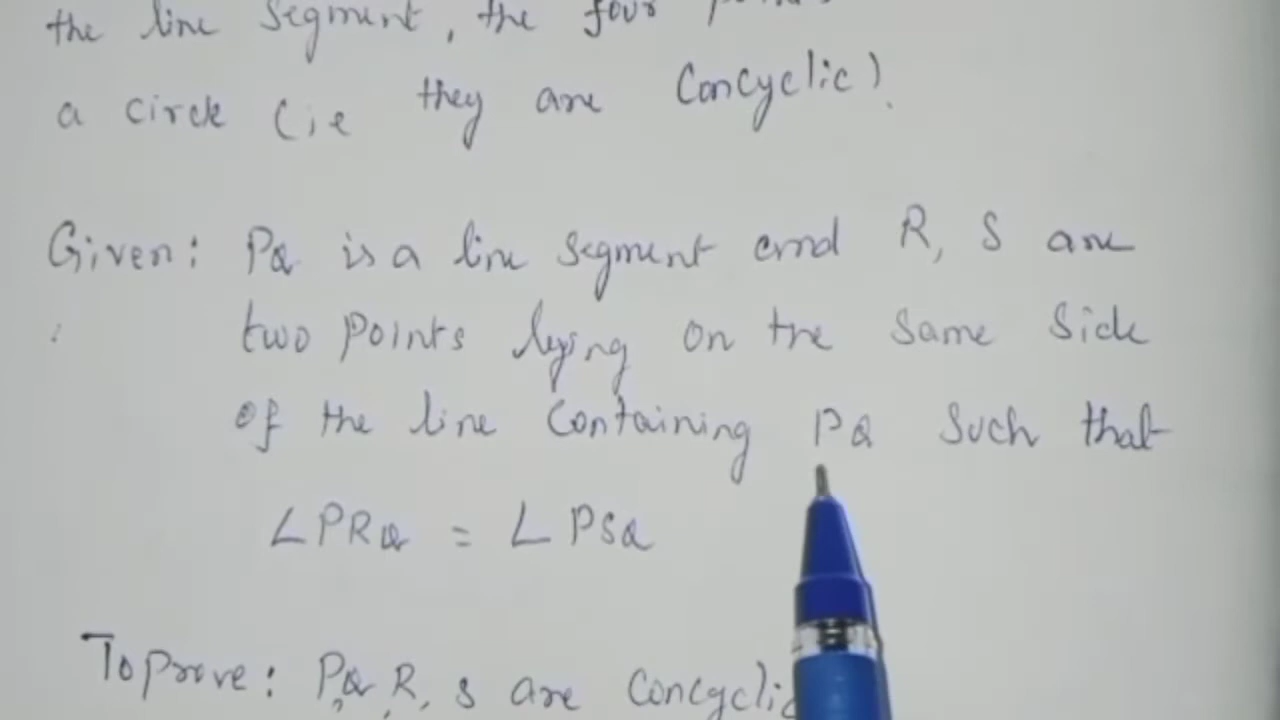 the line segment, the four
a circle (ie they are Concyclic).
Given: PQ is a line segment and R, S are
two points lying on the same side
of the line containing PQ such that
∠PRQ = ∠PSQ
To prove: P,Q,R,S are concyclic